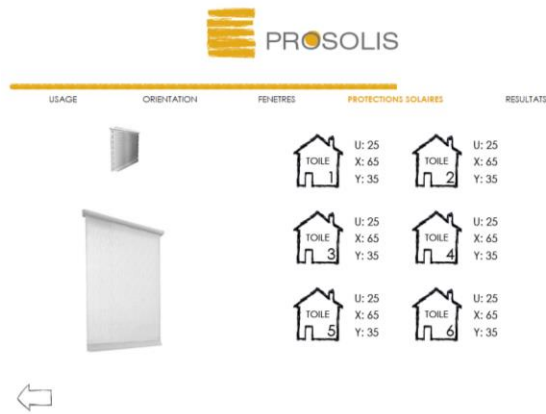 PROSOLIS
USAGE ORIENTATION FENETRES PROTECTIONS SOLAIRES RESULTATS
TOILE 1
U: 25
X: 65
Y: 35
TOILE 2
U: 25
X: 65
Y: 35
TOILE 3
U: 25
X: 65
Y: 35
TOILE 4
U: 25
X: 65
Y: 35
TOILE 5
U: 25
X: 65
Y: 35
TOILE 6
U: 25
X: 65
Y: 35